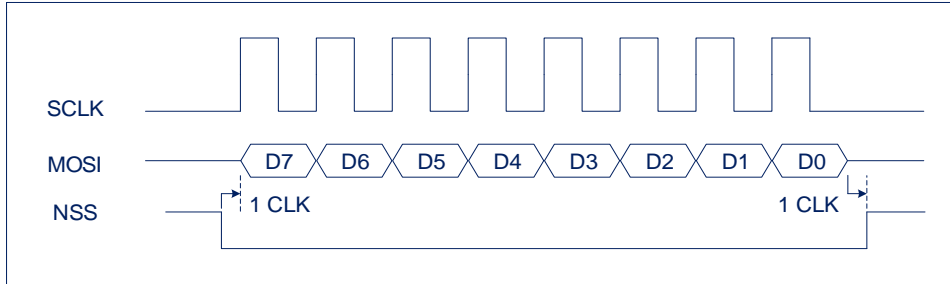 SCLK
MOSI D7 D6 D5 D4 D3 D2 D1 D0
1 CLK 1 CLK
NSS